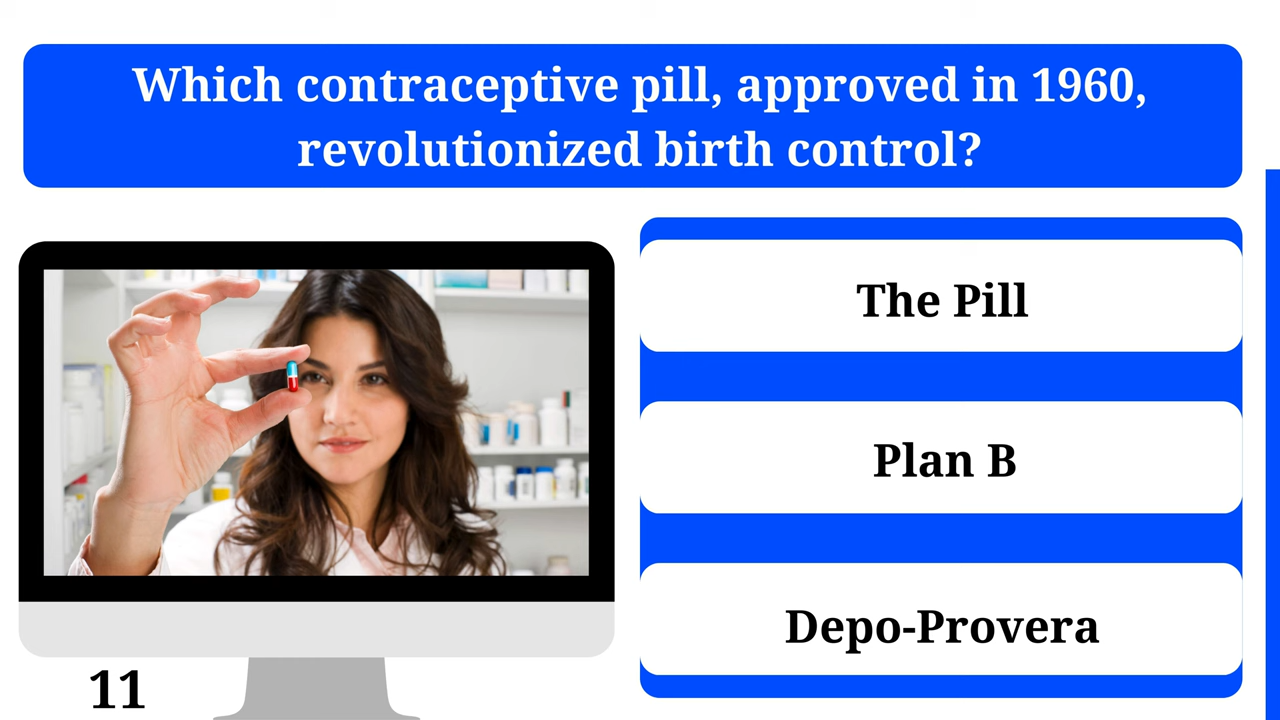 Which contraceptive pill, approved in 1960,
revolutionized birth control?
The Pill
Plan B
Depo-Provera
11